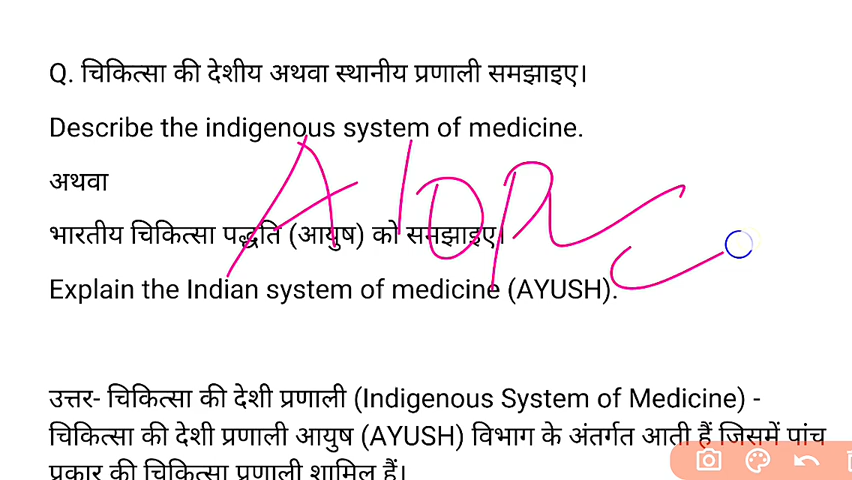 Q. चिकित्सा की देशीय अथवा स्थानीय प्रणाली समझाइए।
Describe the indigenous system of medicine.
अथवा
भारतीय चिकित्सा पद्धति (आयुष) को समझाइए।
Explain the Indian system of medicine (AYUSH).
उत्तर- चिकित्सा की देशी प्रणाली (Indigenous System of Medicine) -
चिकित्सा की देशी प्रणाली आयुष (AYUSH) विभाग के अंतर्गत आती हैं जिसमें पांच
प्रकार की चिकित्सा प्रणाली शामिल हैं।